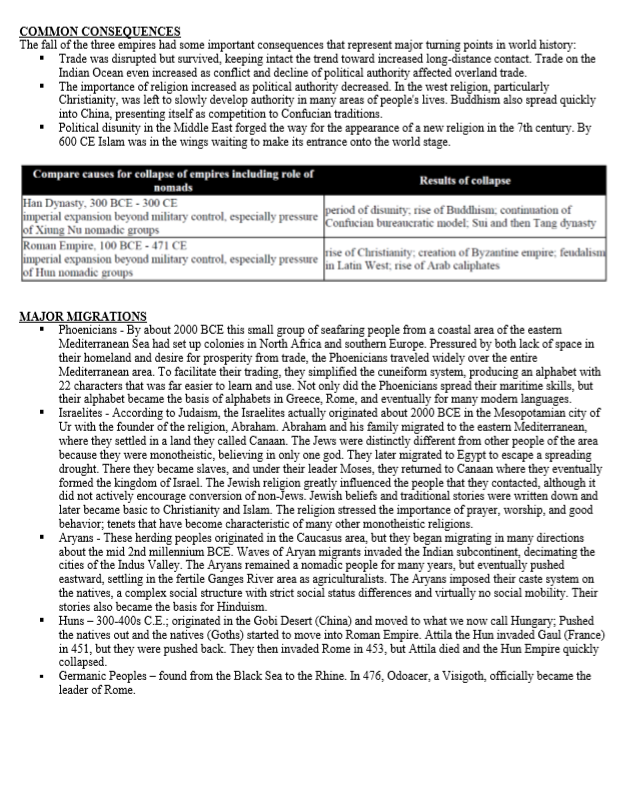 COMMON CONSEQUENCES
The fall of the three empires had some important consequences that represent major turning points in world history:
▪ Trade was disrupted but survived, keeping intact the trend toward increased long-distance contact. Trade on the
Indian Ocean even increased as conflict and decline of political authority affected overland trade.
▪ The importance of religion increased as political authority decreased. In the west religion, particularly
Christianity, was left to slowly develop authority in many areas of people's lives. Buddhism also spread quickly
into China, presenting itself as competition to Confucian traditions.
▪ Political disunity in the Middle East forged the way for the appearance of a new religion in the 7th century. By
600 CE Islam was in the wings waiting to make its entrance onto the world stage.
Compare causes for collapse of empires including role of
nomads
Results of collapse
Han Dynasty, 300 BCE - 300 CE
imperial expansion beyond military control, especially pressure
of Xiung Nu nomadic groups
period of disunity; rise of Buddhism; continuation of
Confucian bureaucratic model; Sui and then Tang dynasty
Roman Empire, 100 BCE - 471 CE
imperial expansion beyond military control, especially pressure
of Hun nomadic groups
rise of Christianity; creation of Byzantine empire; feudalism
in Latin West; rise of Arab caliphates
MAJOR MIGRATIONS
▪ Phoenicians - By about 2000 BCE this small group of seafaring people from a coastal area of the eastern
Mediterranean Sea had set up colonies in North Africa and southern Europe. Pressured by both lack of space in
their homeland and desire for prosperity from trade, the Phoenicians traveled widely over the entire
Mediterranean area. To facilitate their trading, they simplified the cuneiform system, producing an alphabet with
22 characters that was far easier to learn and use. Not only did the Phoenicians spread their maritime skills, but
their alphabet became the basis of alphabets in Greece, Rome, and eventually for many modern languages.
▪ Israelites - According to Judaism, the Israelites actually originated about 2000 BCE in the Mesopotamian city of
Ur with the founder of the religion, Abraham. Abraham and his family migrated to the eastern Mediterranean,
where they settled in a land they called Canaan. The Jews were distinctly different from other people of the area
because they were monotheistic, believing in only one god. They later migrated to Egypt to escape a spreading
drought. There they became slaves, and under their leader Moses, they returned to Canaan where they eventually
formed the kingdom of Israel. The Jewish religion greatly influenced the people that they contacted, although it
did not actively encourage conversion of non-Jews. Jewish beliefs and traditional stories were written down and
later became basic to Christianity and Islam. The religion stressed the importance of prayer, worship, and good
behavior; tenets that have become characteristic of many other monotheistic religions.
▪ Aryans - These herding peoples originated in the Caucasus area, but they began migrating in many directions
about the mid 2nd millennium BCE. Waves of Aryan migrants invaded the Indian subcontinent, decimating the
cities of the Indus Valley. The Aryans remained a nomadic people for many years, but eventually pushed
eastward, settling in the fertile Ganges River area as agriculturalists. The Aryans imposed their caste system on
the natives, a complex social structure with strict social status differences and virtually no social mobility. Their
stories also became the basis for Hinduism.
▪ Huns – 300-400s C.E.; originated in the Gobi Desert (China) and moved to what we now call Hungary; Pushed
the natives out and the natives (Goths) started to move into Roman Empire. Attila the Hun invaded Gaul (France)
in 451, but they were pushed back. They then invaded Rome in 453, but Attila died and the Hun Empire quickly
collapsed.
▪ Germanic Peoples – found from the Black Sea to the Rhine. In 476, Odoacer, a Visigoth, officially became the
leader of Rome.